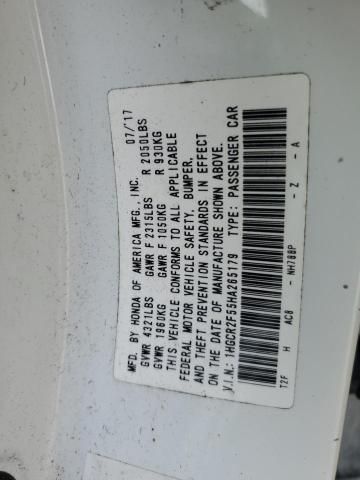 MFD. BY HONDA OF AMERICA MFG., INC. 07/'17
GVWR 4321LBS GAWR F 2315LBS R 2050LBS
GVWR 1960KG GAWR F 1050KG R 930KG
THIS VEHICLE CONFORMS TO ALL APPLICABLE
FEDERAL MOTOR VEHICLE SAFETY, BUMPER,
AND THEFT PREVENTION STANDARDS IN EFFECT
ON THE DATE OF MANUFACTURE SHOWN ABOVE.
V.I.N.: 1HGCR2F55HA265179 TYPE: PASSENGER CAR
T2F H AC8 - NH788P - Z - A